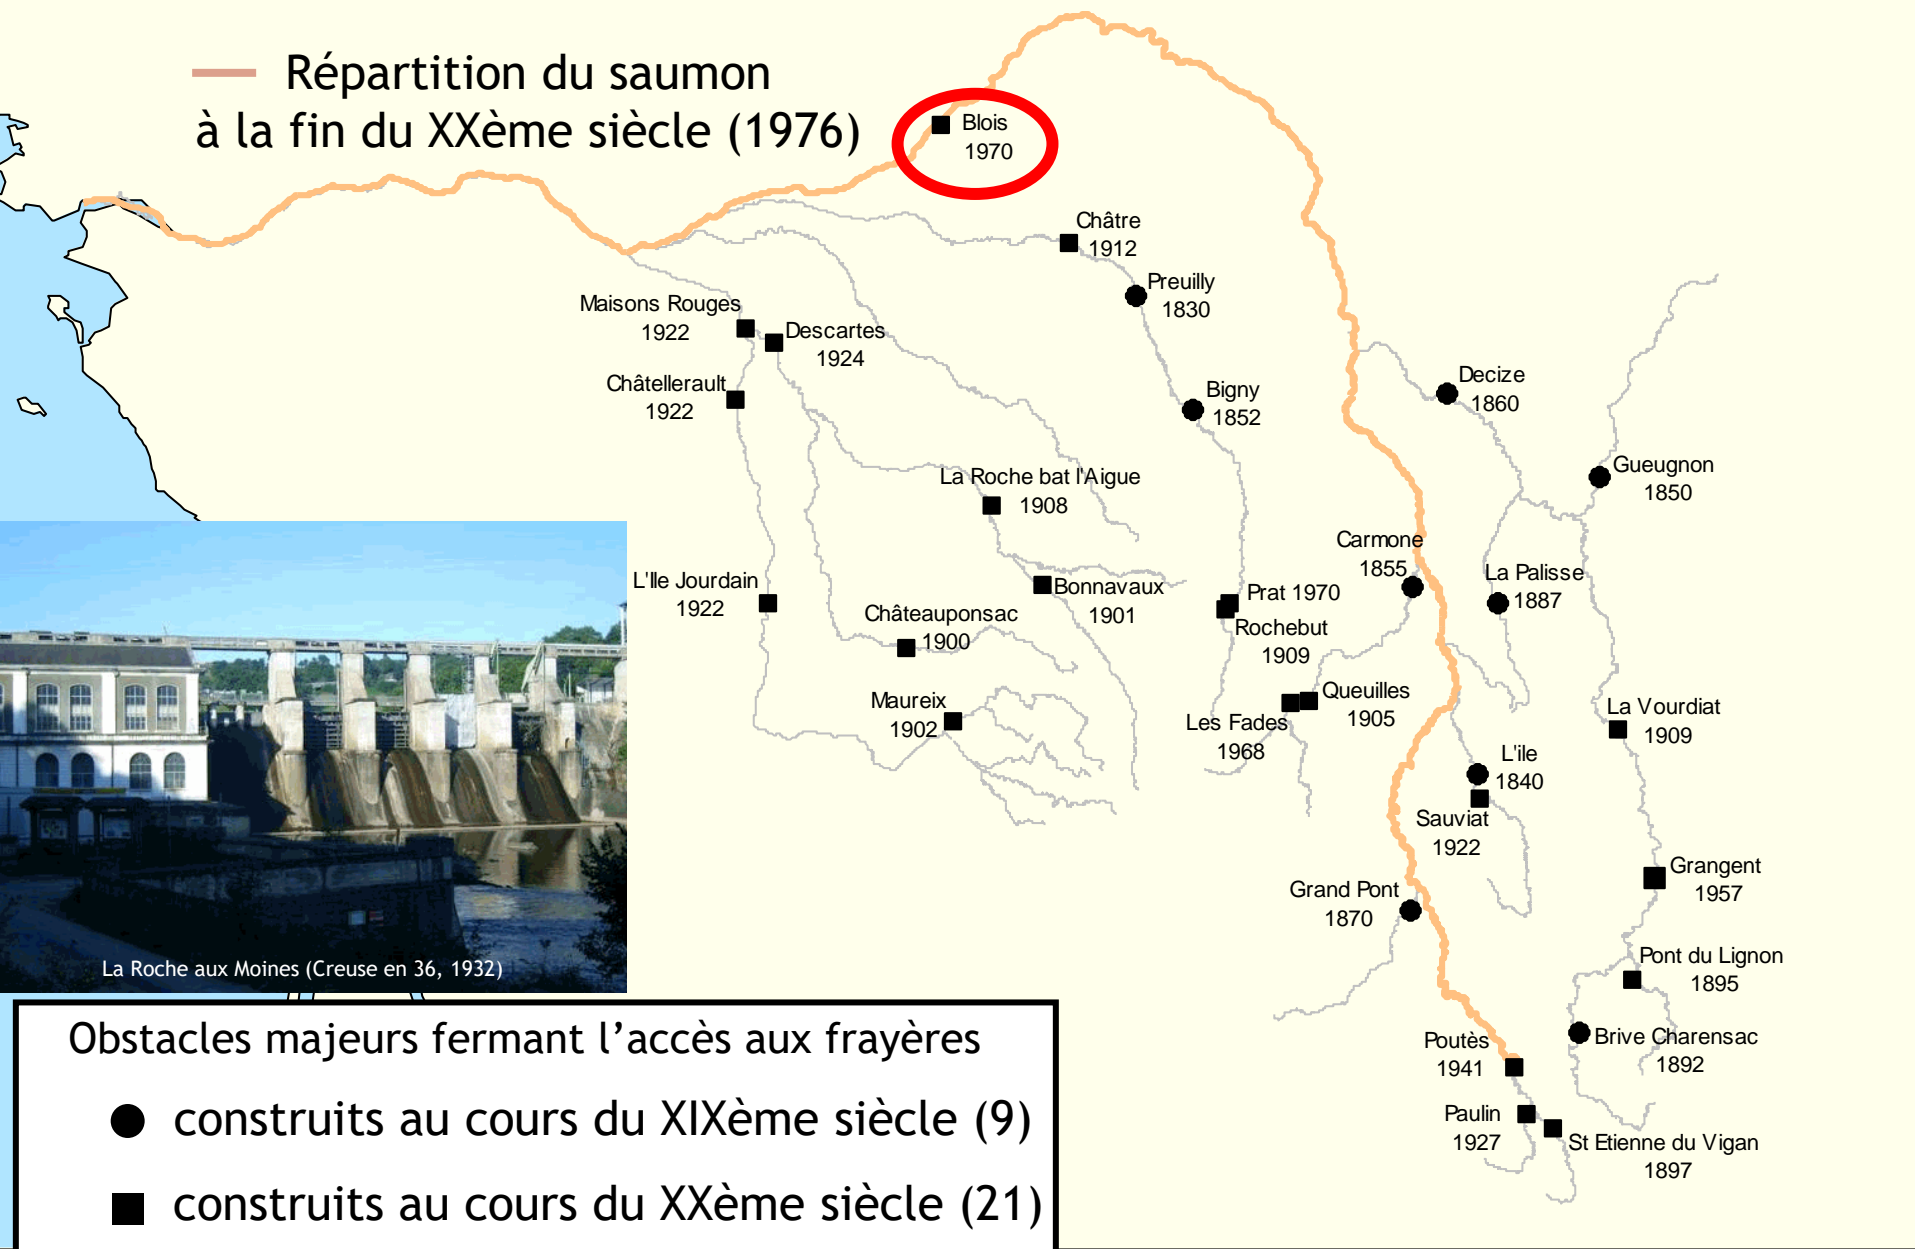 Répartition du saumon
à la fin du XXème siècle (1976)
Blois
1970
Châtre
1912
Preuilly
1830
Maisons Rouges
1922
Descartes
1924
Châtellerault
1922
Bigny
1852
Decize
1860
Gueugnon
1850
La Roche bat l'Aigue
1908
Carmone
1855
La Palisse
1887
L'Ile Jourdain
1922
Bonnavaux
1901
Châteauponsac
1900
Prat 1970
Rochebut
1909
Maureix
1902
Queuilles
1905
Les Fades
1968
La Vourdiat
1909
L'ile
1840
Sauviat
1922
Grangent
1957
Grand Pont
1870
Pont du Lignon
1895
Brive Charensac
1892
Poutès
1941
Paulin
1927
St Etienne du Vigan
1897
La Roche aux Moines (Creuse en 36, 1932)
Obstacles majeurs fermant l’accès aux frayères
construits au cours du XIXème siècle (9)
construits au cours du XXème siècle (21)